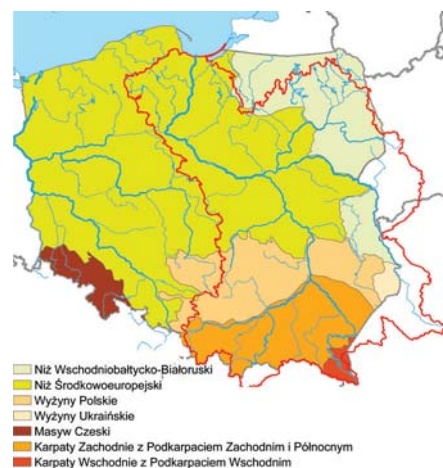 Niż Wschodniobałtycko-Białoruski
Niż Środkowoeuropejski
Wyżyny Polskie
Wyżyny Ukraińskie
Masyw Czeski
Karpaty Zachodnie z Podkarpaciem Zachodnim i Północnym
Karpaty Wschodnie z Podkarpaciem Wschodnim